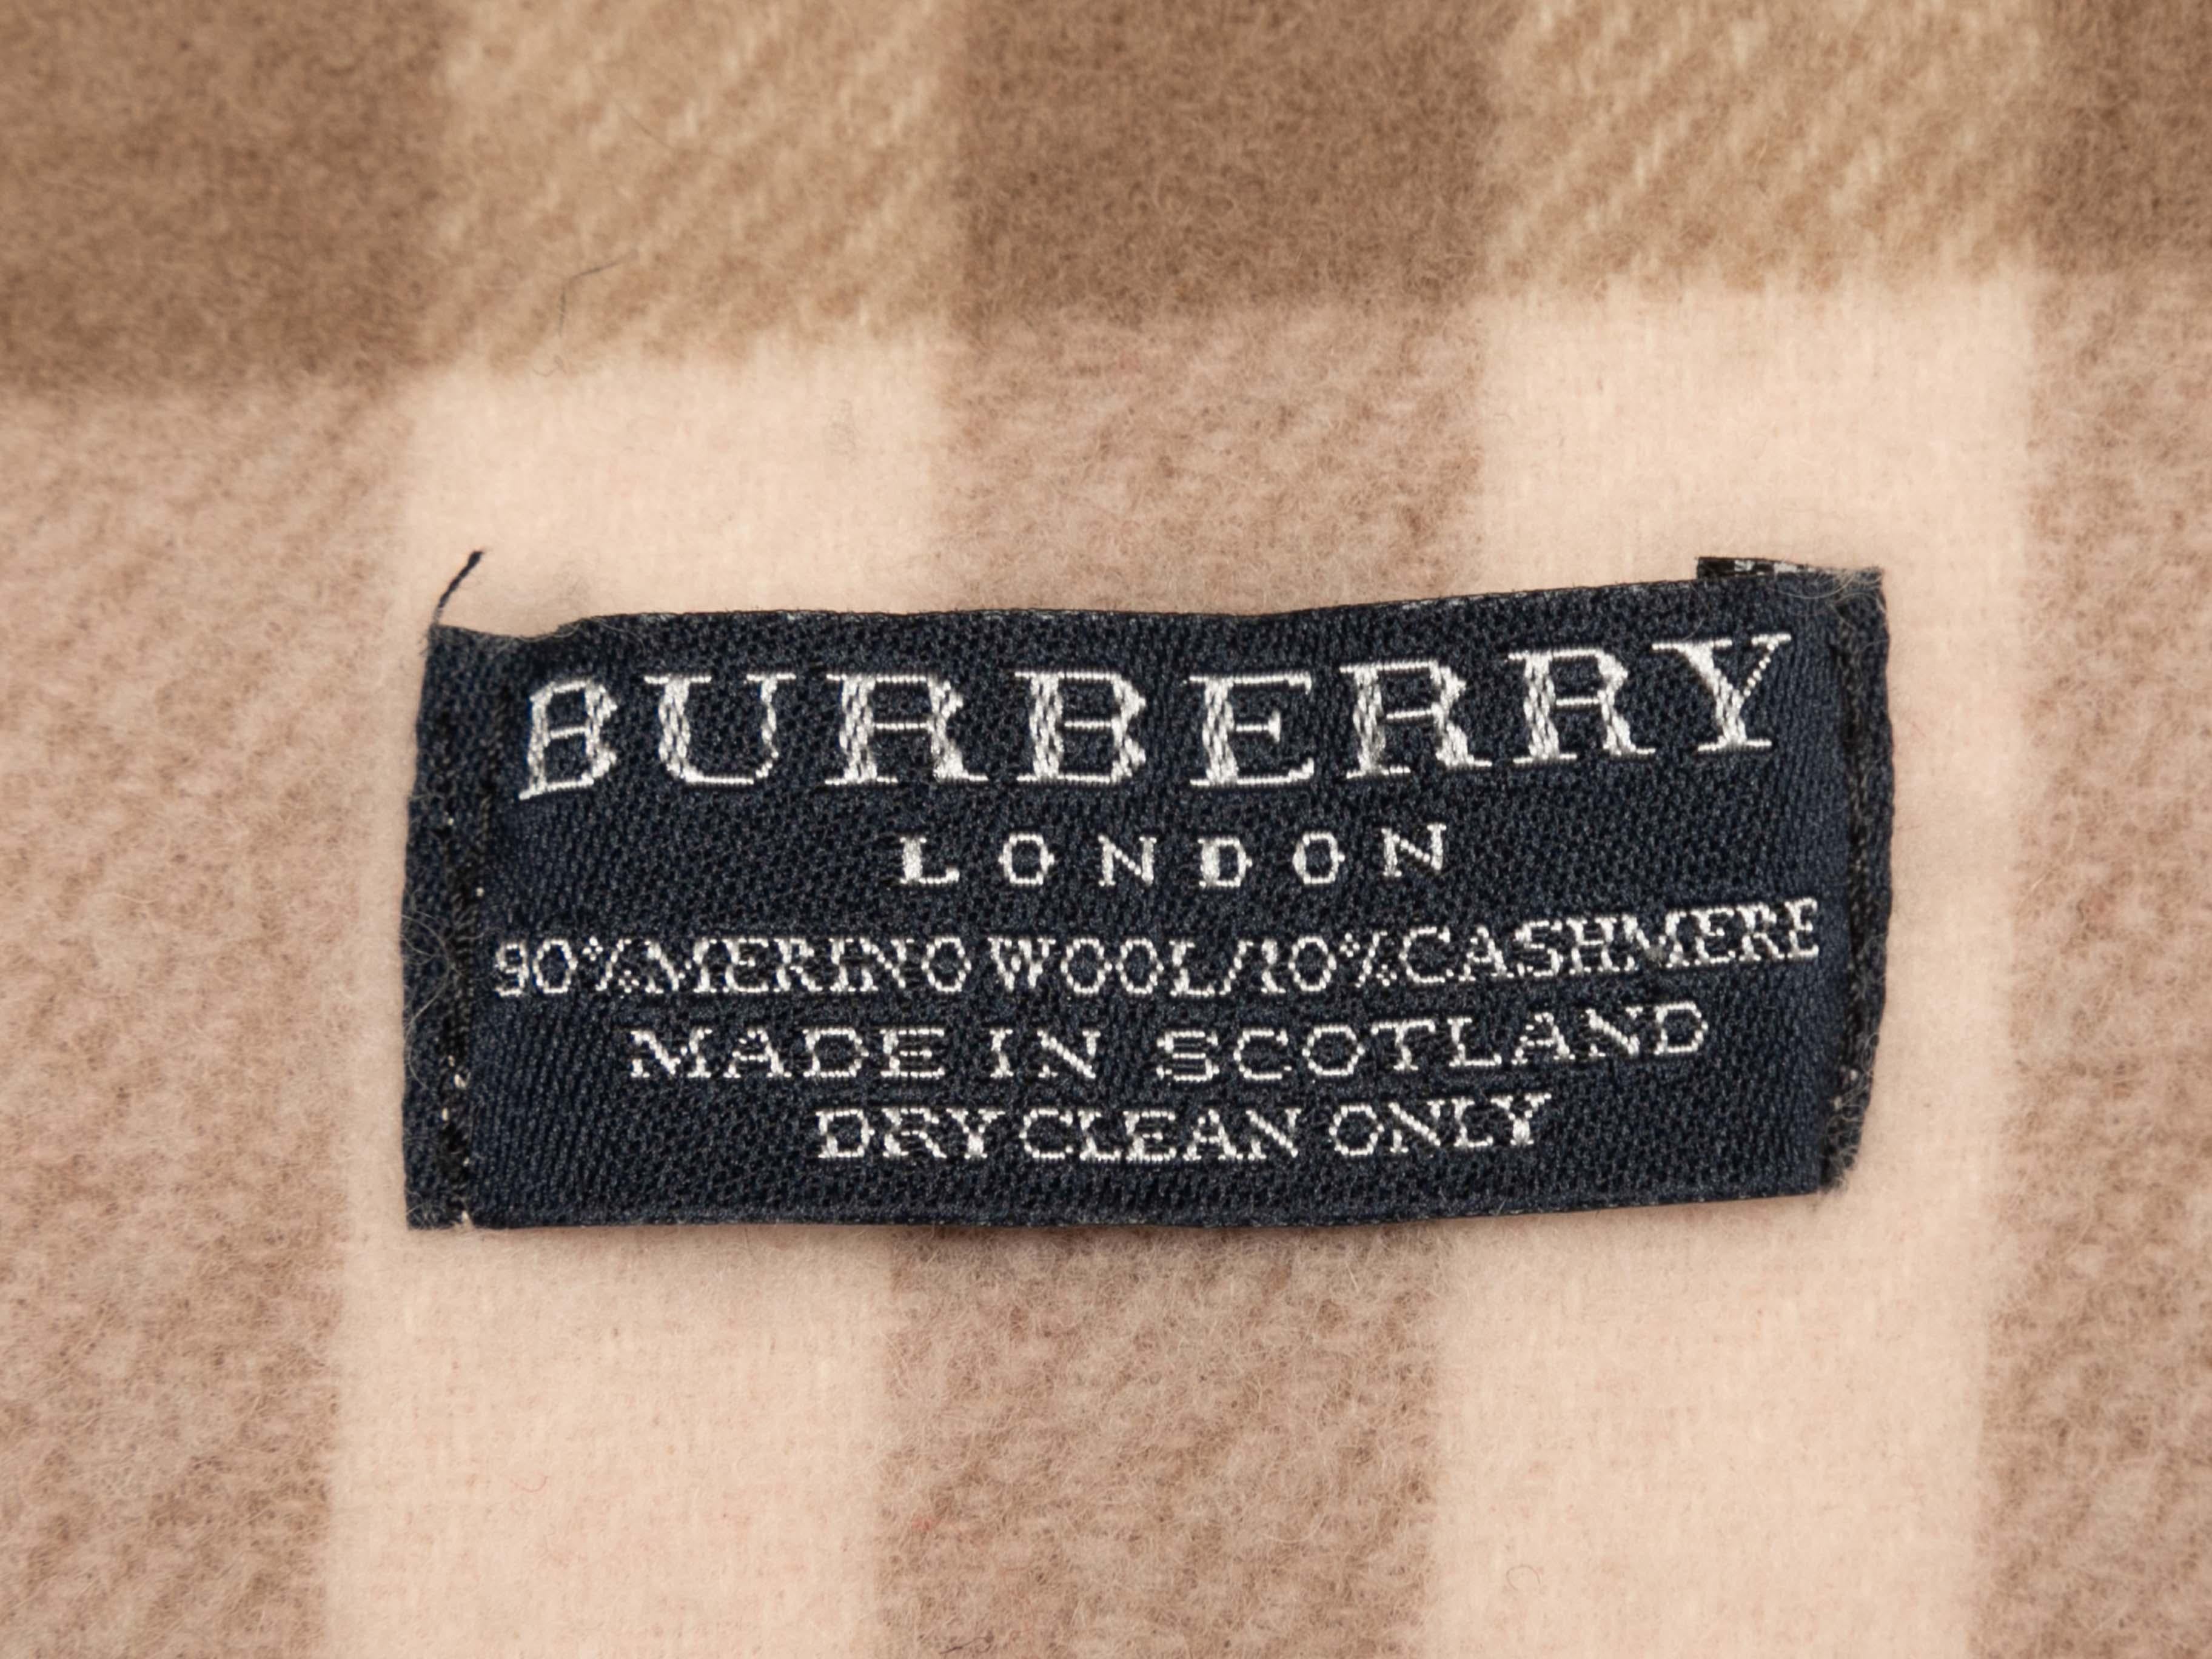 BURBERRY
LONDON
90% MERINO WOOL/10% CASHMERE
MADE IN SCOTLAND
DRY CLEAN ONLY